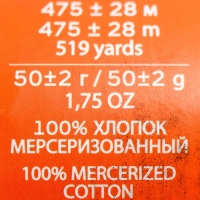 475 ± 28 м
475 ± 28 m
519 yards
50±2 г / 50±2 g
1,75 OZ
100% ХЛОПОК
МЕРСЕРИЗОВАННЫЙ
100% MERCERIZED
COTTON